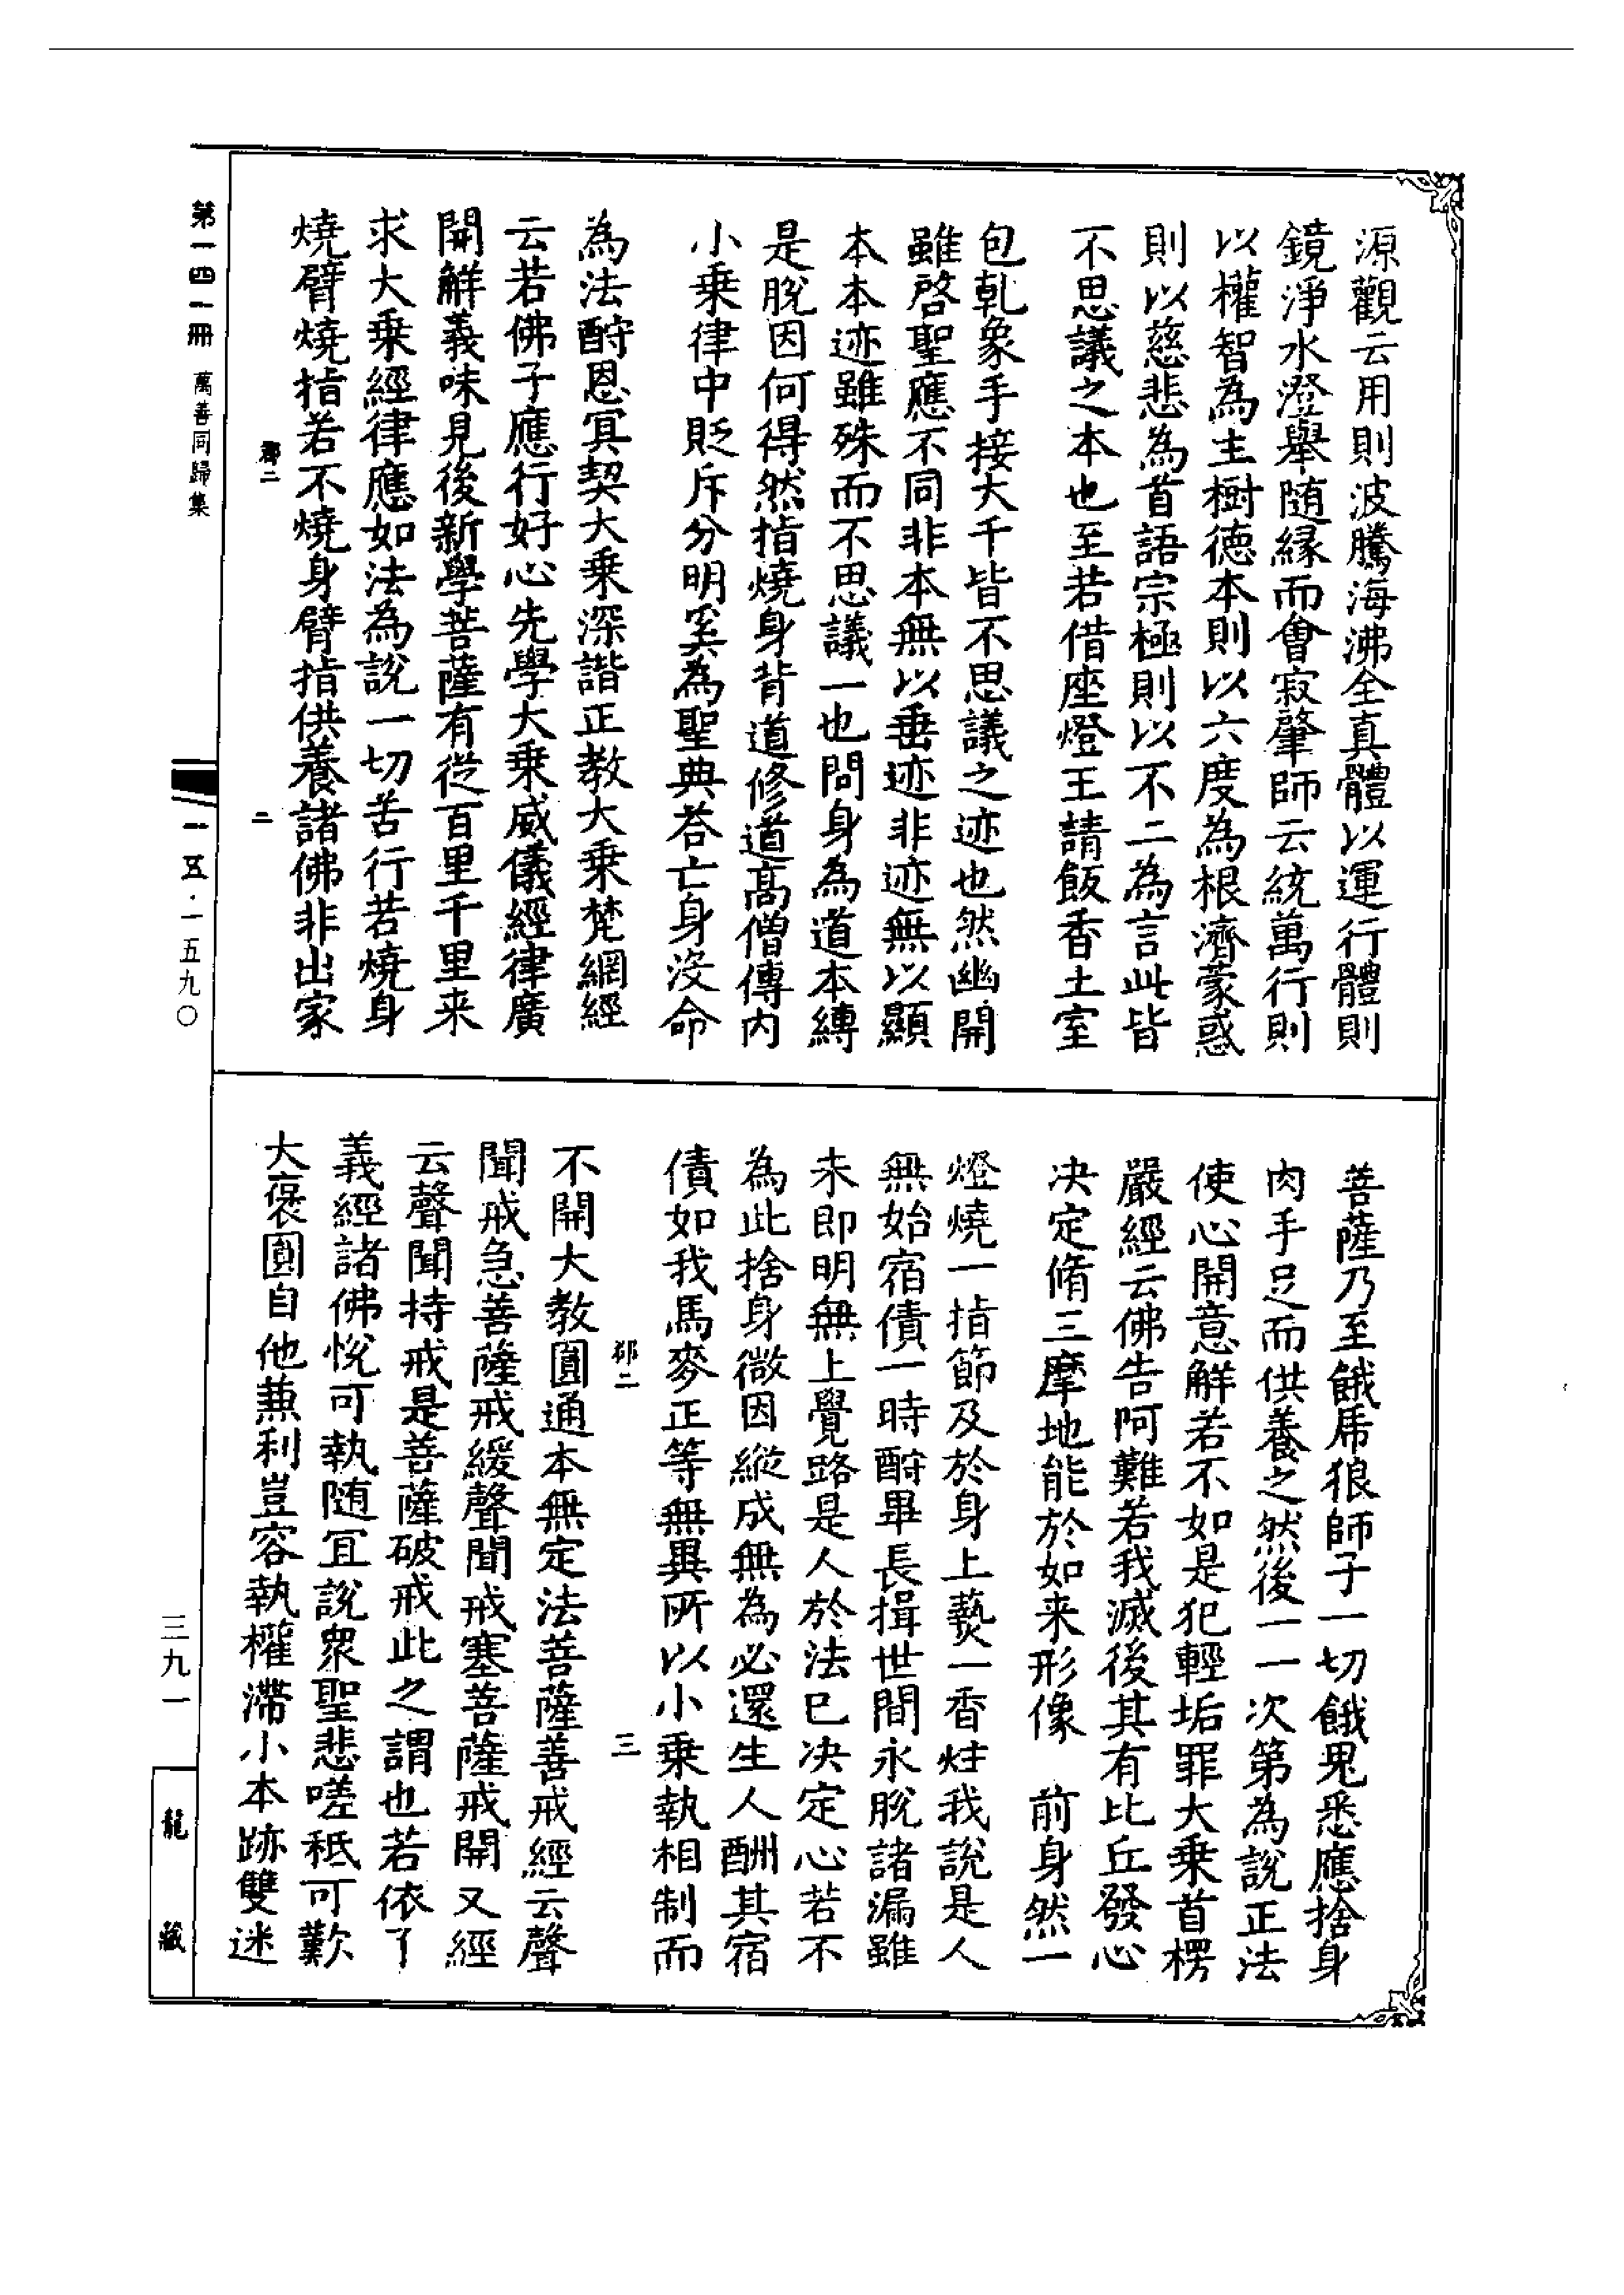 源觀云用則波騰海沸全真體以運行體則
鏡淨水澄舉随緣而會寂肇師云統萬行則
以權智為主樹德本則以六度為根濟蒙惑
則以慈悲為首語宗極則以不二為言此皆
不思議之本也至若借座燈王請飯香土室
包乾象手接大千皆不思議之迹也然幽開
雖啓聖應不同非本無以垂迹非迹無以顯
本本迹雖殊而不思議一也問身為道本縛
是脫因何得然指燒身背道修道高僧傳內
小乗律中貶斥分明奚為聖典荅亡身沒命
為法酧恩冥契大乗深諧正教大乗梵網經
云若佛子應行好心先學大乗威儀經律廣
開解義味見後新學菩薩有從百里千里来
求大乗經律應如法為說一切苦行若燒身
燒臂燒指若不燒身臂指供養諸佛非出家
郡二
二
菩薩乃至餓虎狼師子一切餓鬼悉應捨身
肉手足而供養之然後一一次第為說正法
使心開意解若不如是犯輕垢罪大乗首楞
嚴經云佛告阿難若我滅後其有比丘發心
决定脩三摩地能於如来形像 前身然一
燈燒一指節及於身上爇一香炷我說是人
無始宿債一時酧畢長揖世間永脫諸漏雖
未即明無上覺路是人於法巳决定心若不
為此捨身微因縱成無為必還生人酬其宿
債如我馬麥正等無異所以小乗執相制而
三
不開大教圓通本無定法菩薩善戒經云聲
聞戒急菩薩戒緩聲聞戒塞菩薩戒開又經
云聲聞持戒是菩薩破戒此之謂也若依了
義經諸佛悅可執随冝說衆聖悲嗟秖可歎
大褒圓自他兼利豈容執權滯小本跡雙迷
第一四一冊 萬善同歸集
一五·一五九〇
三九一
龍藏